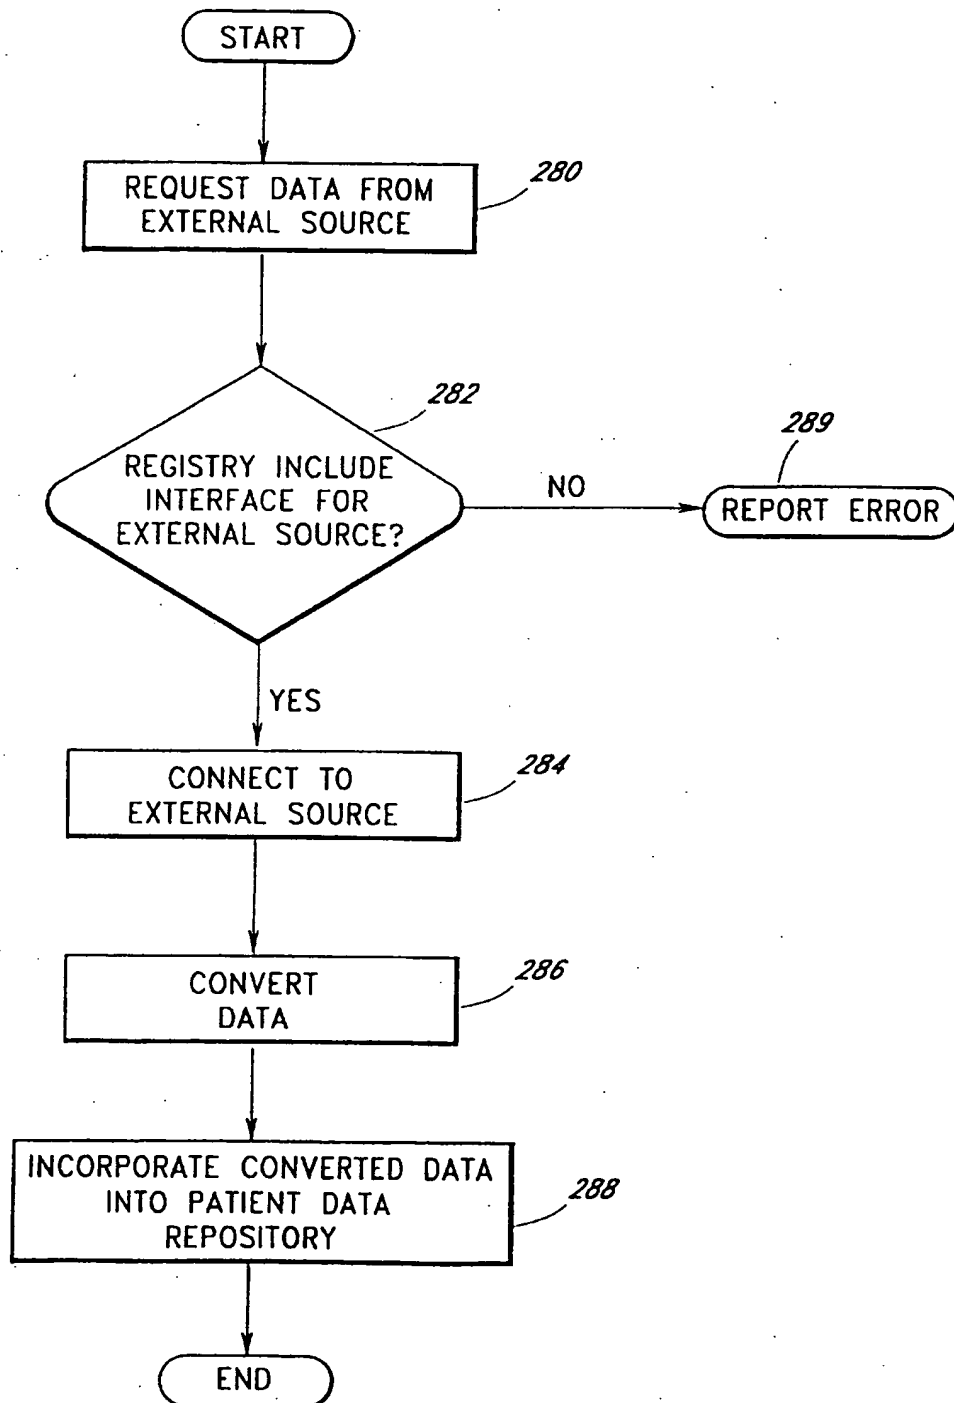 START
REQUEST DATA FROM
EXTERNAL SOURCE
280
REGISTRY INCLUDE
INTERFACE FOR
EXTERNAL SOURCE?
282
NO
289
REPORT ERROR
YES
CONNECT TO
EXTERNAL SOURCE
284
CONVERT
DATA
286
INCORPORATE CONVERTED DATA
INTO PATIENT DATA
REPOSITORY
288
END